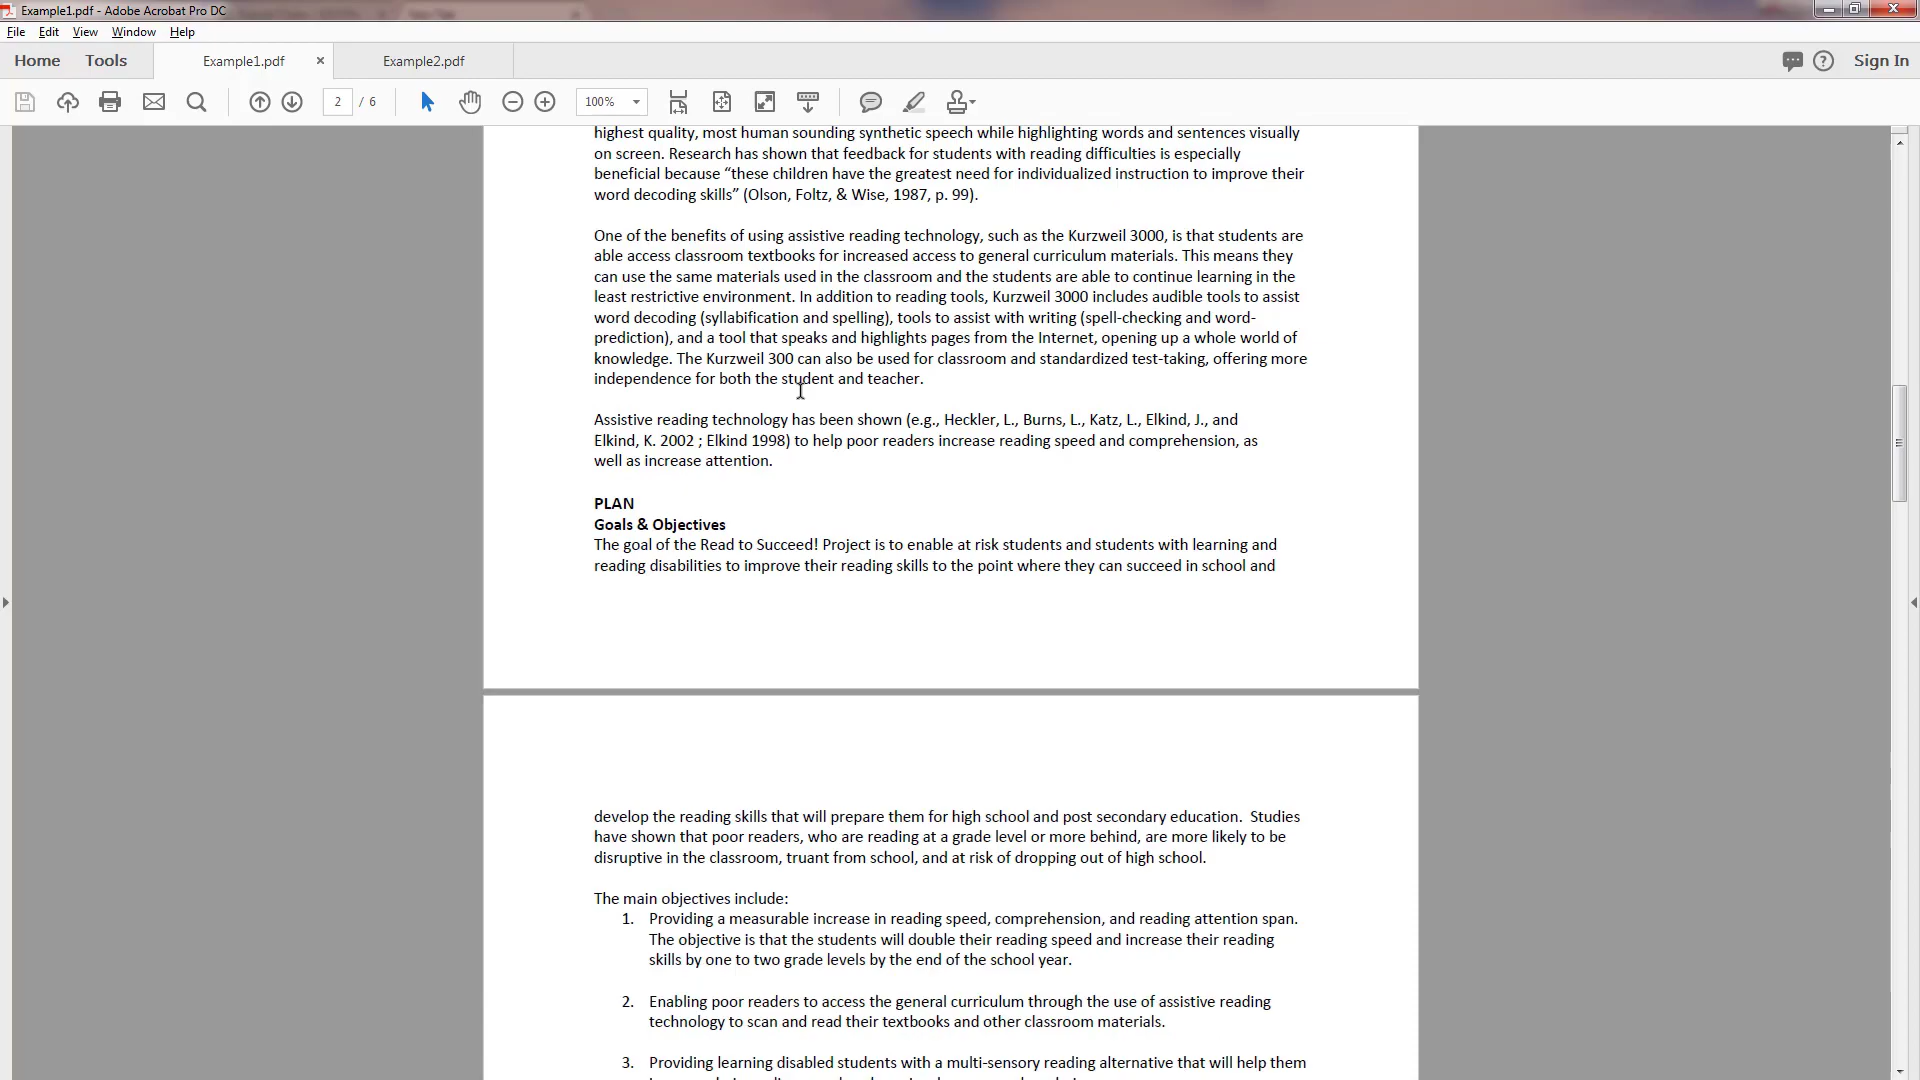 Example1.pdf - Adobe Acrobat Pro DC
File Edit View Window Help
Home Tools Example1.pdf Example2.pdf Sign In
2 / 6 100%
highest quality, most human sounding synthetic speech while highlighting words and sentences visually
on screen. Research has shown that feedback for students with reading difficulties is especially
beneficial because “these children have the greatest need for individualized instruction to improve their
word decoding skills” (Olson, Foltz, & Wise, 1987, p. 99).
One of the benefits of using assistive reading technology, such as the Kurzweil 3000, is that students are
able access classroom textbooks for increased access to general curriculum materials. This means they
can use the same materials used in the classroom and the students are able to continue learning in the
least restrictive environment. In addition to reading tools, Kurzweil 3000 includes audible tools to assist
word decoding (syllabification and spelling), tools to assist with writing (spell-checking and word-
prediction), and a tool that speaks and highlights pages from the Internet, opening up a whole world of
knowledge. The Kurzweil 300 can also be used for classroom and standardized test-taking, offering more
independence for both the student and teacher.
Assistive reading technology has been shown (e.g., Heckler, L., Burns, L., Katz, L., Elkind, J., and
Elkind, K. 2002 ; Elkind 1998) to help poor readers increase reading speed and comprehension, as
well as increase attention.
PLAN
Goals & Objectives
The goal of the Read to Succeed! Project is to enable at risk students and students with learning and
reading disabilities to improve their reading skills to the point where they can succeed in school and
develop the reading skills that will prepare them for high school and post secondary education.  Studies
have shown that poor readers, who are reading at a grade level or more behind, are more likely to be
disruptive in the classroom, truant from school, and at risk of dropping out of high school.
The main objectives include:
1. Providing a measurable increase in reading speed, comprehension, and reading attention span.
The objective is that the students will double their reading speed and increase their reading
skills by one to two grade levels by the end of the school year.
2. Enabling poor readers to access the general curriculum through the use of assistive reading
technology to scan and read their textbooks and other classroom materials.
3. Providing learning disabled students with a multi-sensory reading alternative that will help them